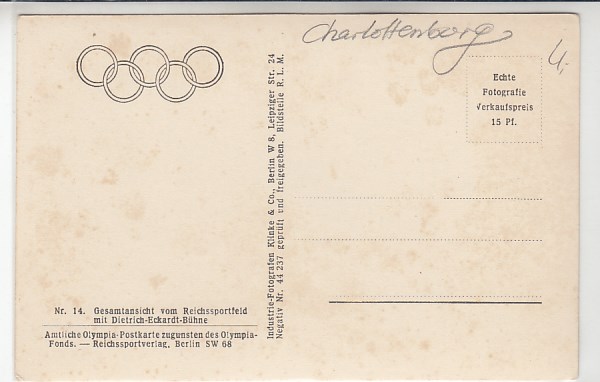 Charlottenborg
4,-
Echte
Fotografie
Verkaufspreis
15 Pf.
Industrie-Fotografen Klinke & Co., Berlin W 8, Leipziger Str. 24
Negativ Nr. 44 237 geprüft und freigegeben. Bildstelle R. L. M.
Nr. 14. Gesamtansicht vom Reichssportfeld
mit Dietrich-Eckardt-Bühne
Amtliche Olympia-Postkarte zugunsten des Olympia-
Fonds. — Reichssportverlag, Berlin SW 68